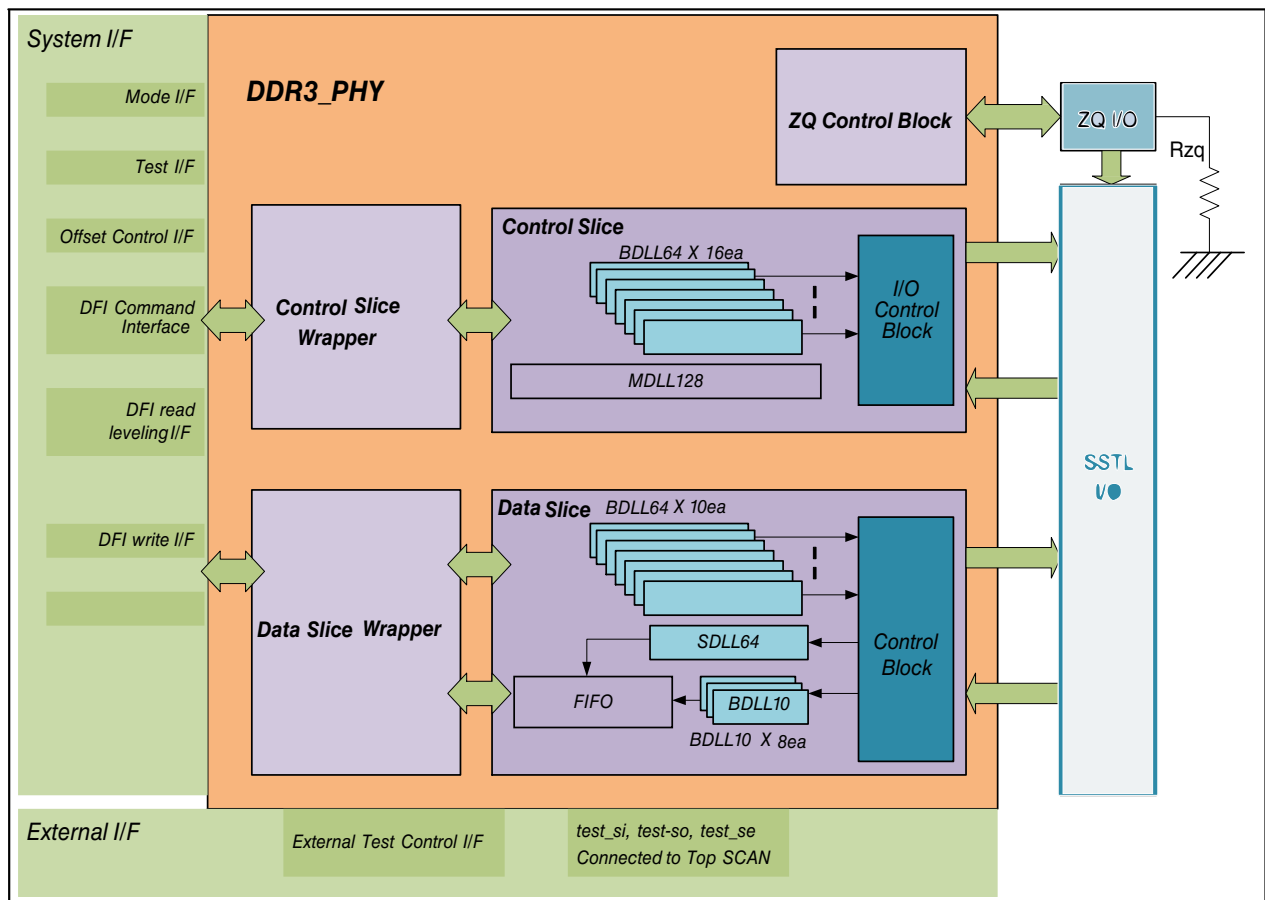 System I/F
Mode I/F
Test I/F
Offset Control I/F
DFI Command
Interface
DFI read
leveling I/F
DFI write I/F
DDR3_PHY
ZQ Control Block
ZQ I/O
Rzq
Control Slice
Wrapper
Control Slice
BDLL64 X 16ea
I/O
Control
Block
MDLL128
SSTL
I/O
Data Slice Wrapper
Data Slice
BDLL64 X 10ea
SDLL64
Control
Block
FIFO
BDLL10
BDLL10 X 8ea
External I/F
External Test Control I/F
test_si, test-so, test_se
Connected to Top SCAN